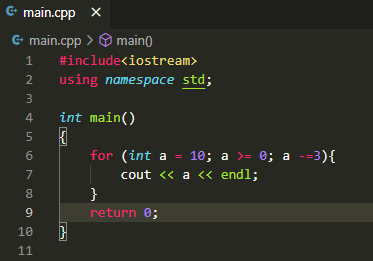 main.cpp ×
main.cpp > main()
1 #include<iostream>
2 using namespace std;
3
4 int main()
5 {
6 for (int a = 10; a >= 0; a -=3){
7 cout << a << endl;
8 }
9 return 0;
10 }
11